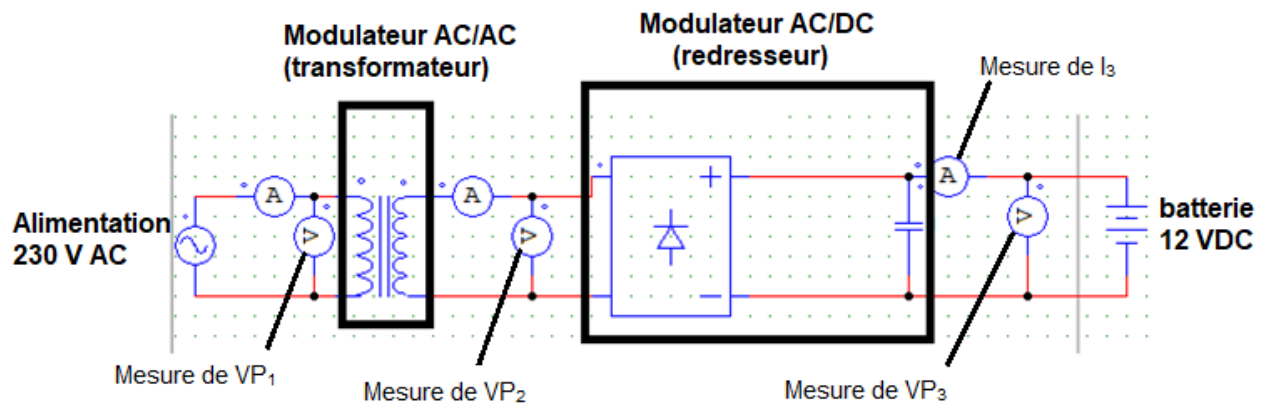 Modulateur AC/AC
(transformateur)
Modulateur AC/DC
(redresseur)
Mesure de I₃
Alimentation
230 V AC
A
V
A
V
A
V
+
−
batterie
12 VDC
Mesure de VP₁
Mesure de VP₂
Mesure de VP₃